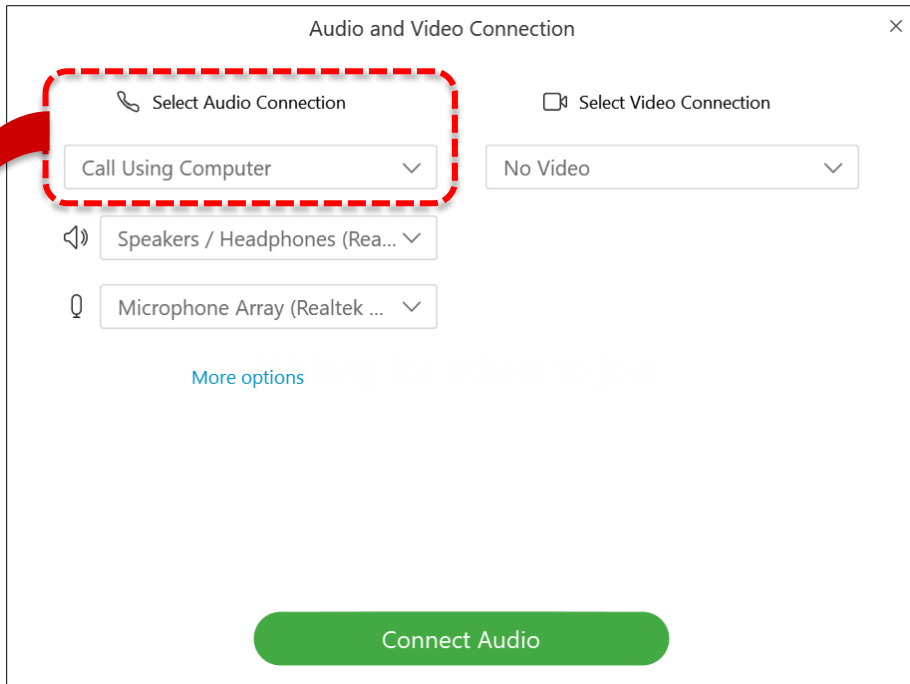 Audio and Video Connection
Select Audio Connection
Select Video Connection
Call Using Computer
No Video
Speakers / Headphones (Rea...
Microphone Array (Realtek ...
More options
Connect Audio